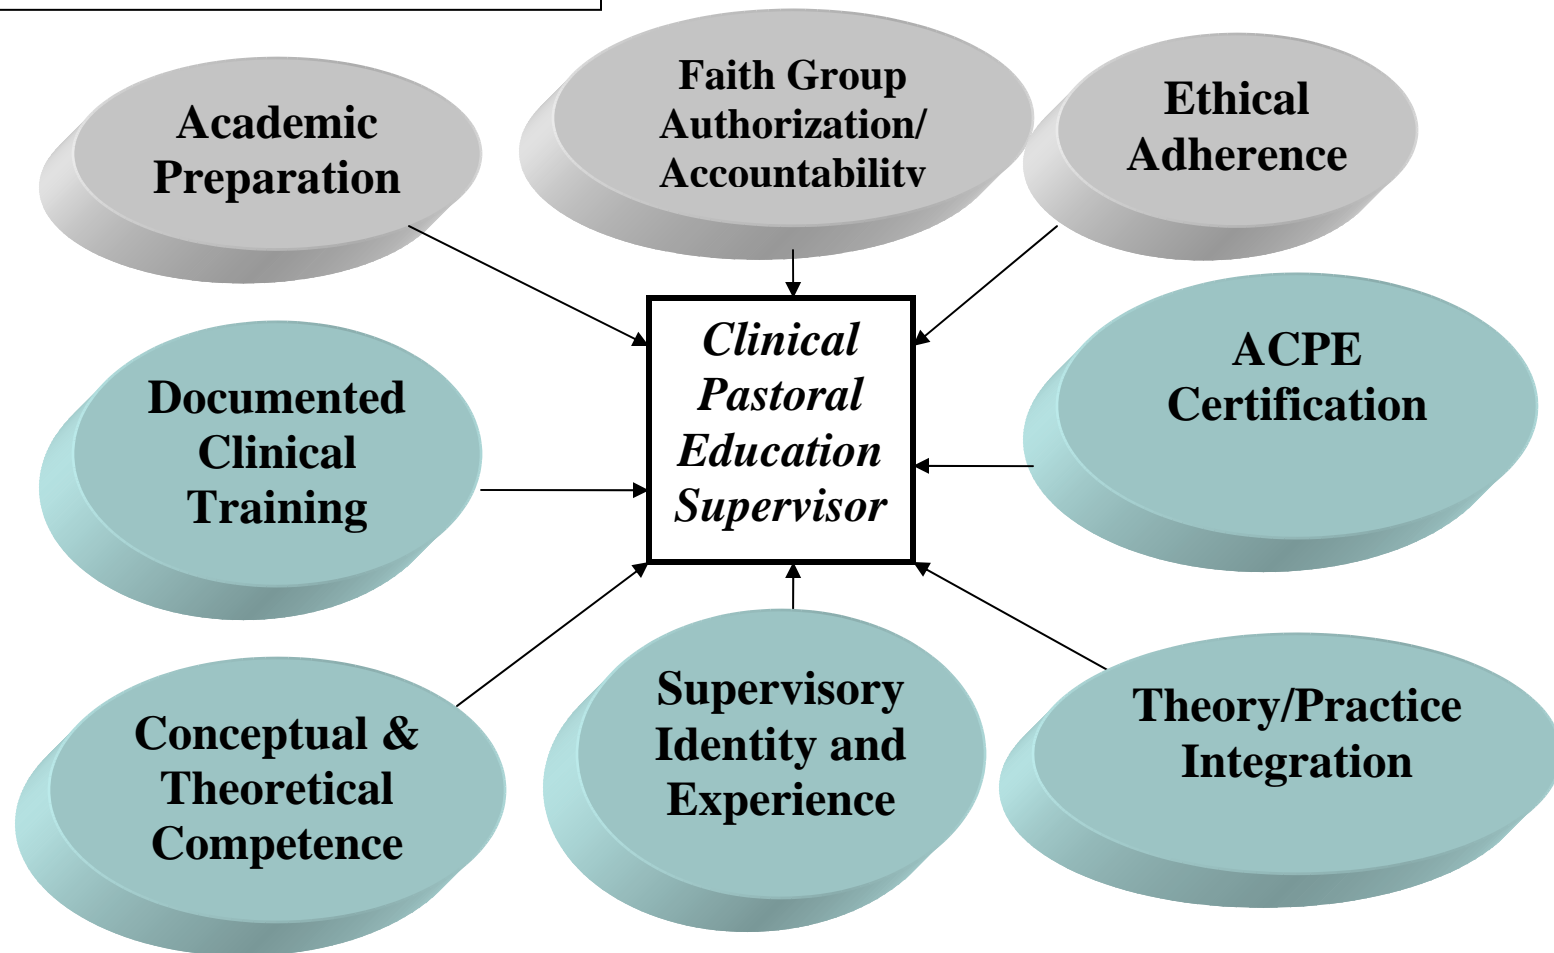 Academic
Preparation
Faith Group
Authorization/
Accountability
Ethical
Adherence
Clinical
Pastoral
Education
Supervisor
Documented
Clinical
Training
ACPE
Certification
Conceptual &
Theoretical
Competence
Supervisory
Identity and
Experience
Theory/Practice
Integration